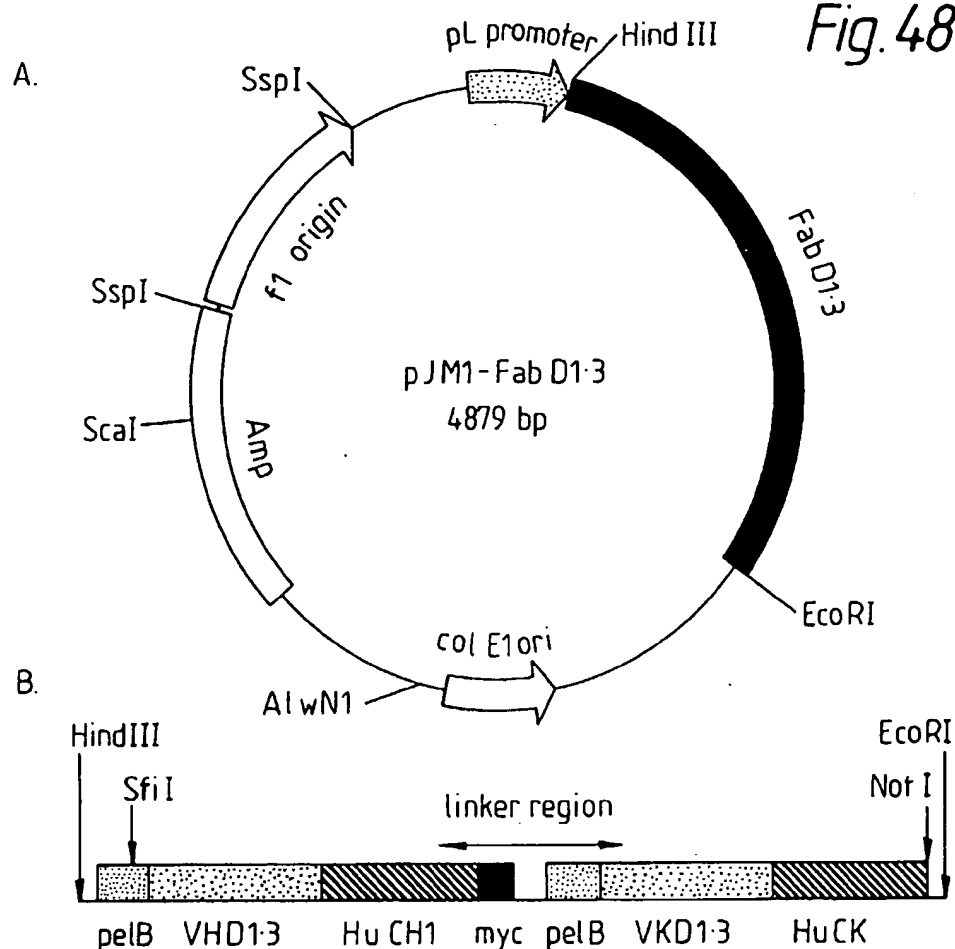 Fig. 48
A.
pL promoter
Hind III
SspI
f1 origin
Fab D1·3
SspI
pJM1-Fab D1·3
4879 bp
ScaI
Amp
EcoRI
col E1 ori
AlwN1
B.
HindIII
EcoRI
Sfi I
Not I
linker region
pelB VHD1·3 Hu CH1 myc pelB VKD1·3 HuCK